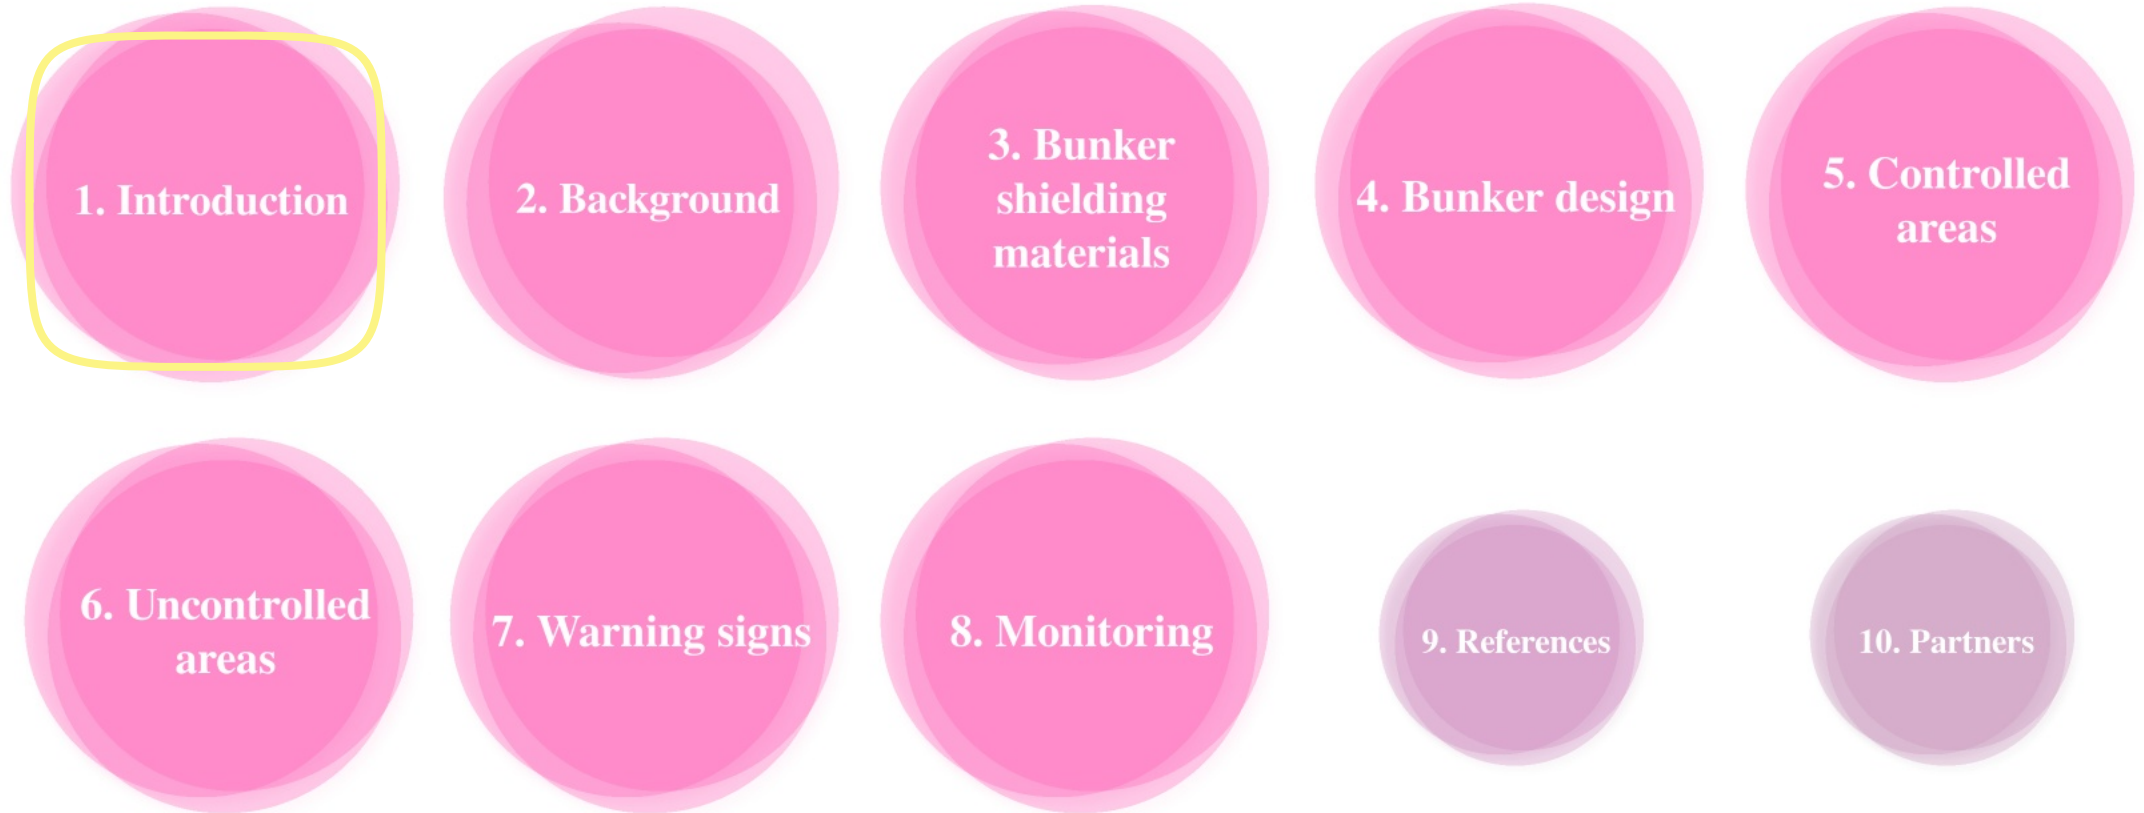 1. Introduction
2. Background
3. Bunker
shielding
materials
4. Bunker design
5. Controlled
areas
6. Uncontrolled
areas
7. Warning signs
8. Monitoring
9. References
10. Partners